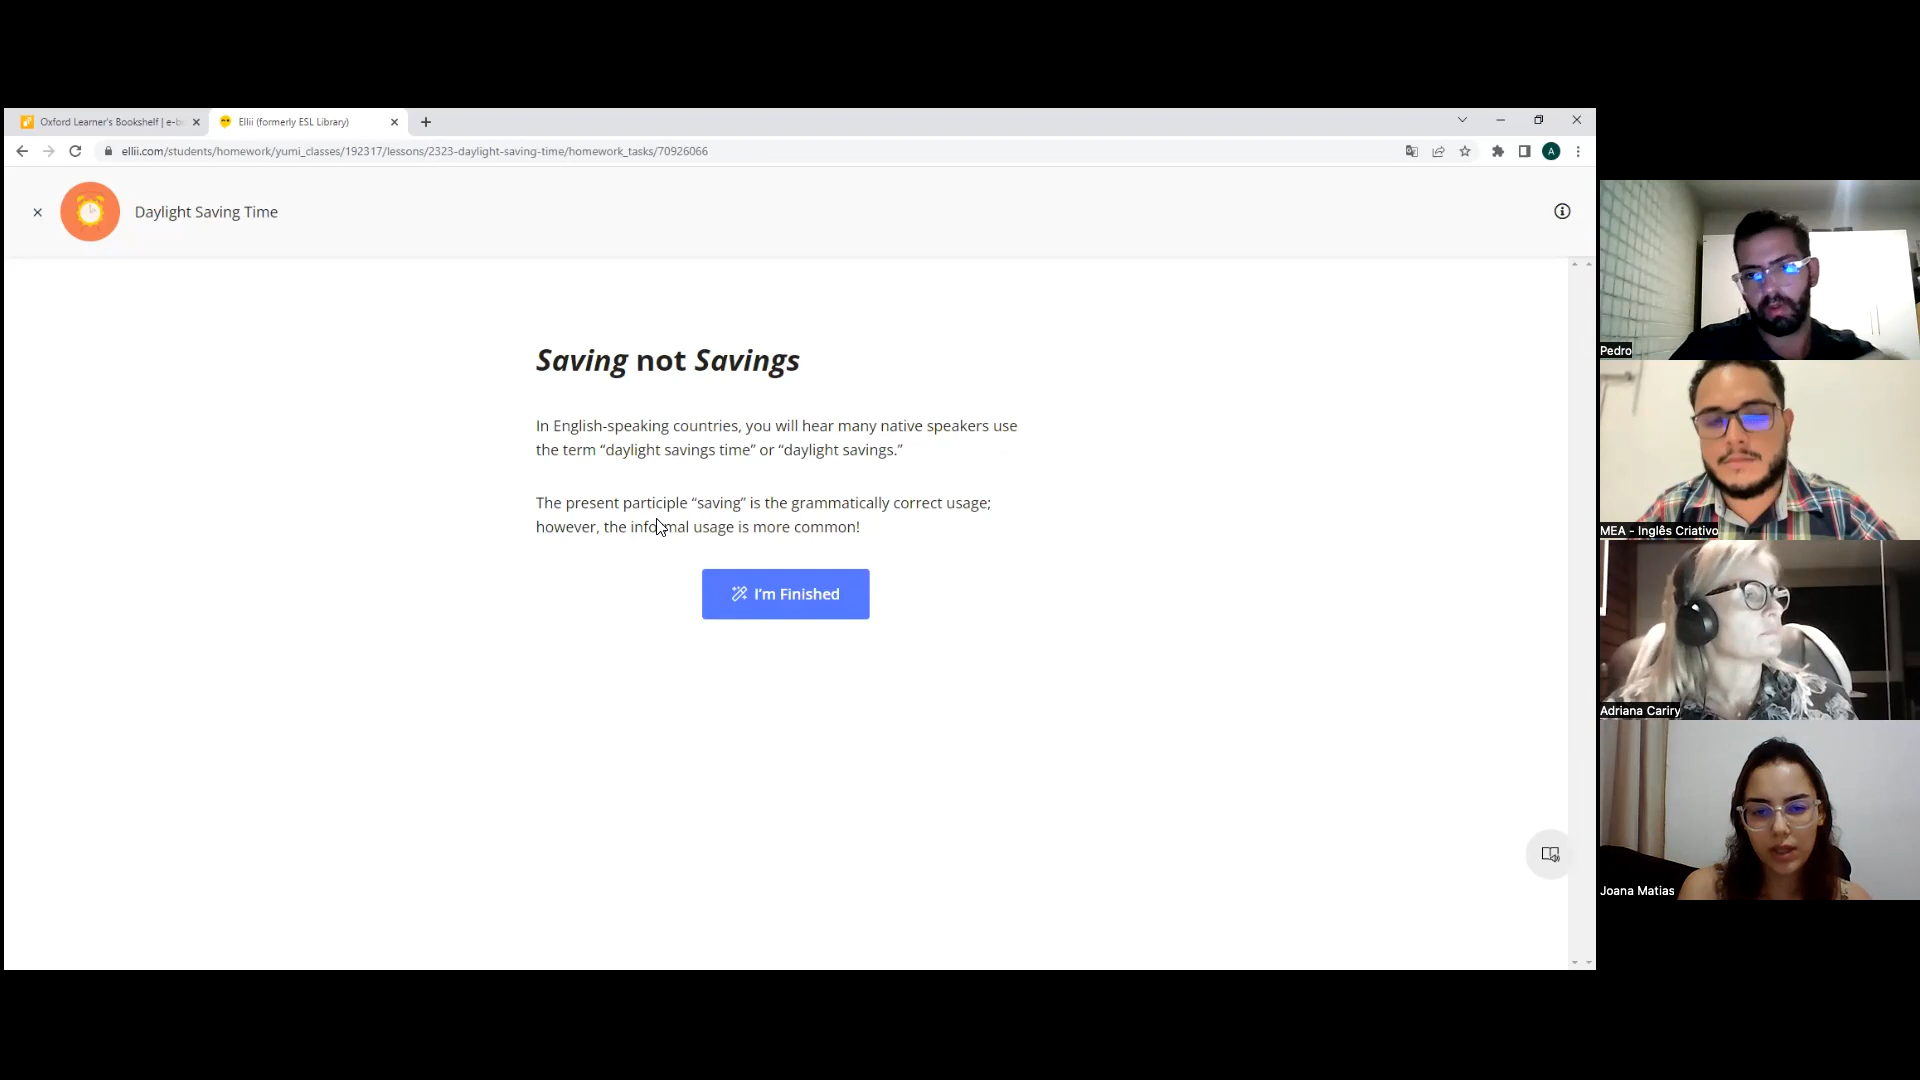 Oxford Learner's Bookshelf | e-b
Ellii (formerly ESL Library)
ellii.com/students/homework/yumi_classes/192317/lessons/2323-daylight-saving-time/homework_tasks/70926066
A
Daylight Saving Time
Saving not Savings
In English-speaking countries, you will hear many native speakers use
the term “daylight savings time” or “daylight savings.”
The present participle “saving” is the grammatically correct usage;
however, the informal usage is more common!
I'm Finished
Pedro
MEA - Inglês Criativo
Adriana Cariry
Joana Matias